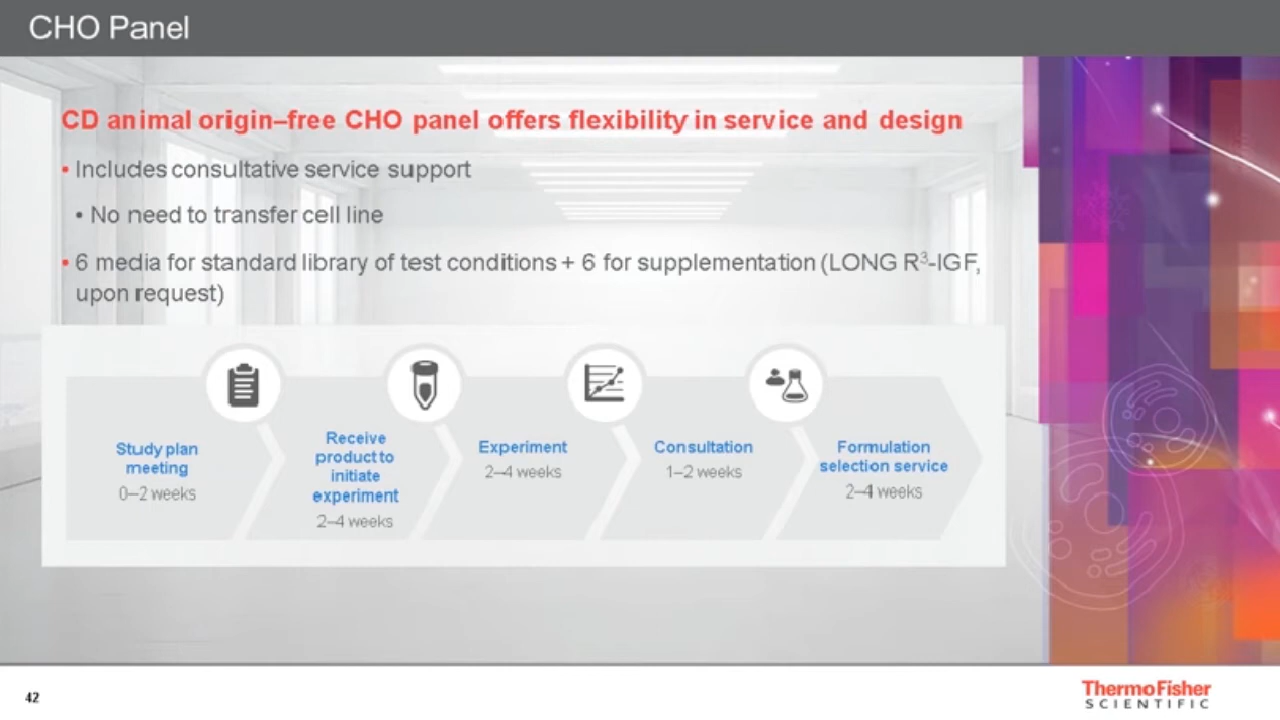 CHO Panel
CD animal origin–free CHO panel offers flexibility in service and design
• Includes consultative service support
• No need to transfer cell line
• 6 media for standard library of test conditions + 6 for supplementation (LONG R³-IGF,
upon request)
Study plan
meeting
0–2 weeks
Receive
product to
initiate
experiment
2–4 weeks
Experiment
2–4 weeks
Consultation
1–2 weeks
Formulation
selection service
2–4 weeks
42
ThermoFisher
SCIENTIFIC